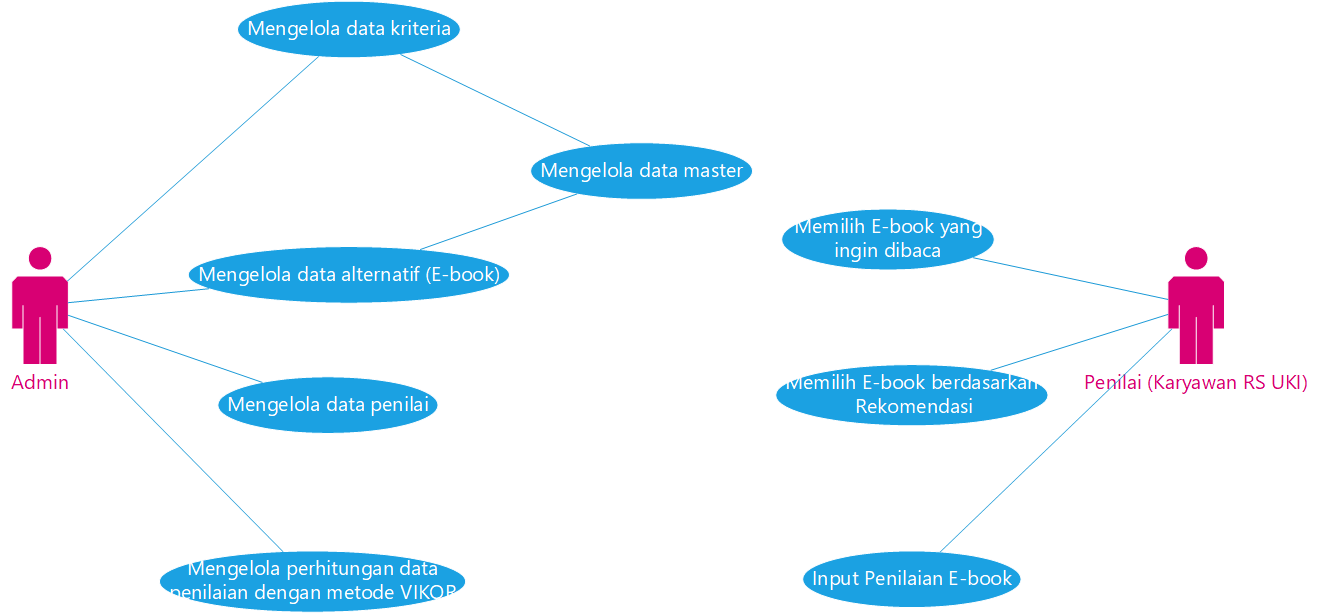 Mengelola data kriteria
Mengelola data master
Memilih E-book yang
ingin dibaca
Mengelola data alternatif (E-book)
Admin
Memilih E-book berdasarkan
Rekomendasi
Penilai (Karyawan RS UKI)
Mengelola data penilai
Mengelola perhitungan data
penilaian dengan metode VIKOR
Input Penilaian E-book